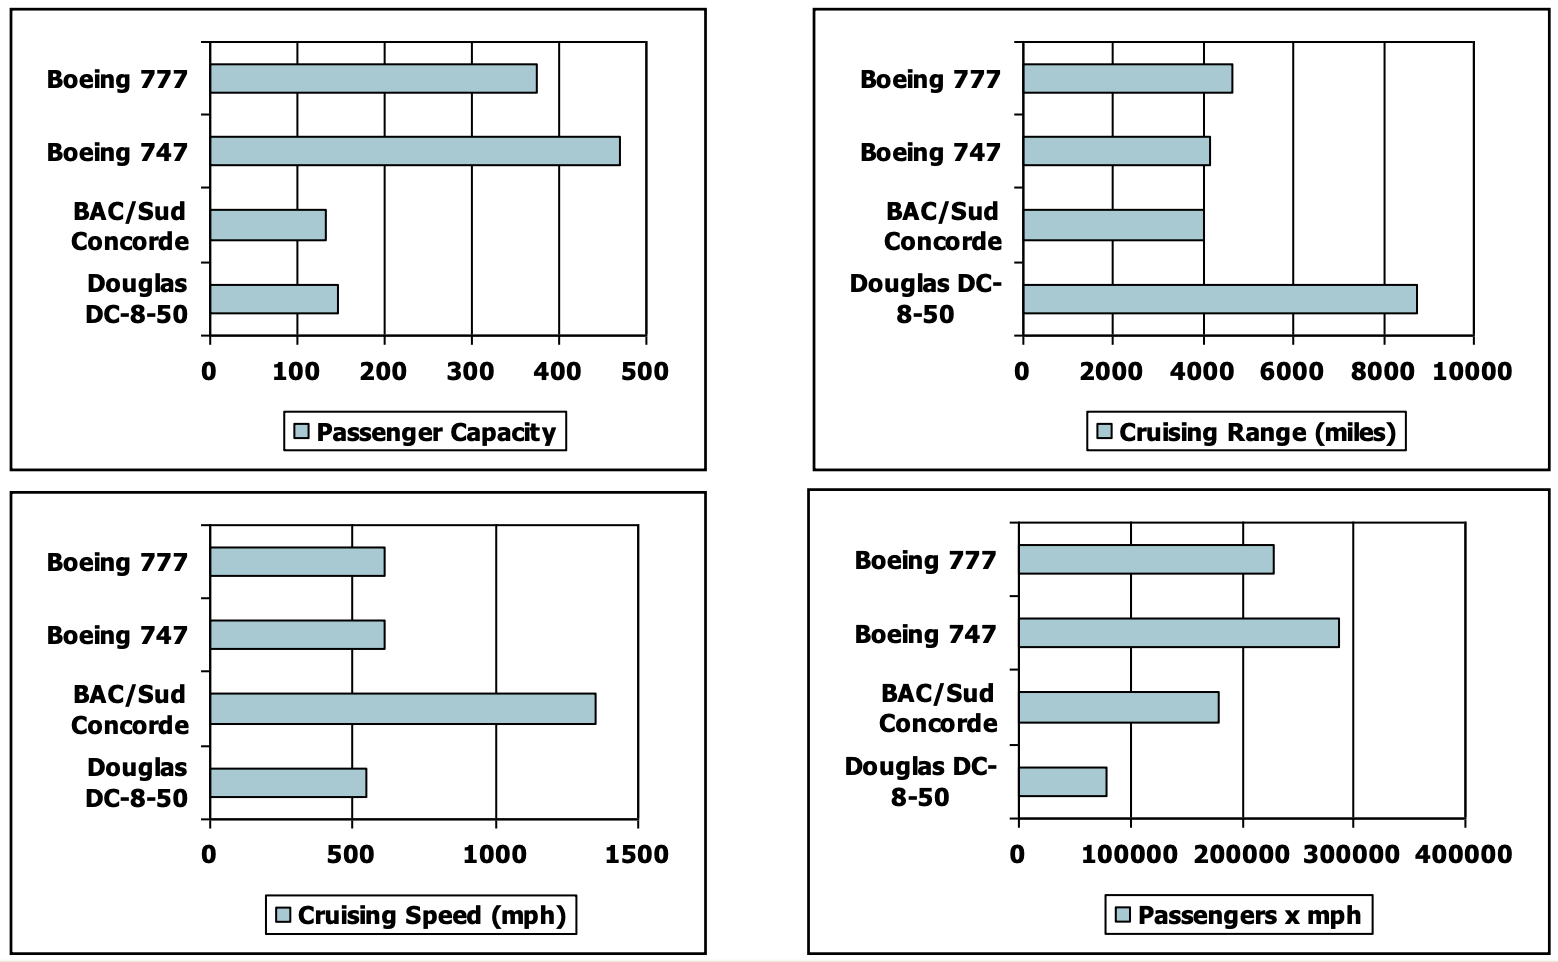 Boeing 777
Boeing 747
BAC/Sud
Concorde
Douglas
DC-8-50
0 100 200 300 400 500
Passenger Capacity
Boeing 777
Boeing 747
BAC/Sud
Concorde
Douglas DC-
8-50
0 2000 4000 6000 8000 10000
Cruising Range (miles)
Boeing 777
Boeing 747
BAC/Sud
Concorde
Douglas
DC-8-50
0 500 1000 1500
Cruising Speed (mph)
Boeing 777
Boeing 747
BAC/Sud
Concorde
Douglas DC-
8-50
0 100000 200000 300000 400000
Passengers x mph